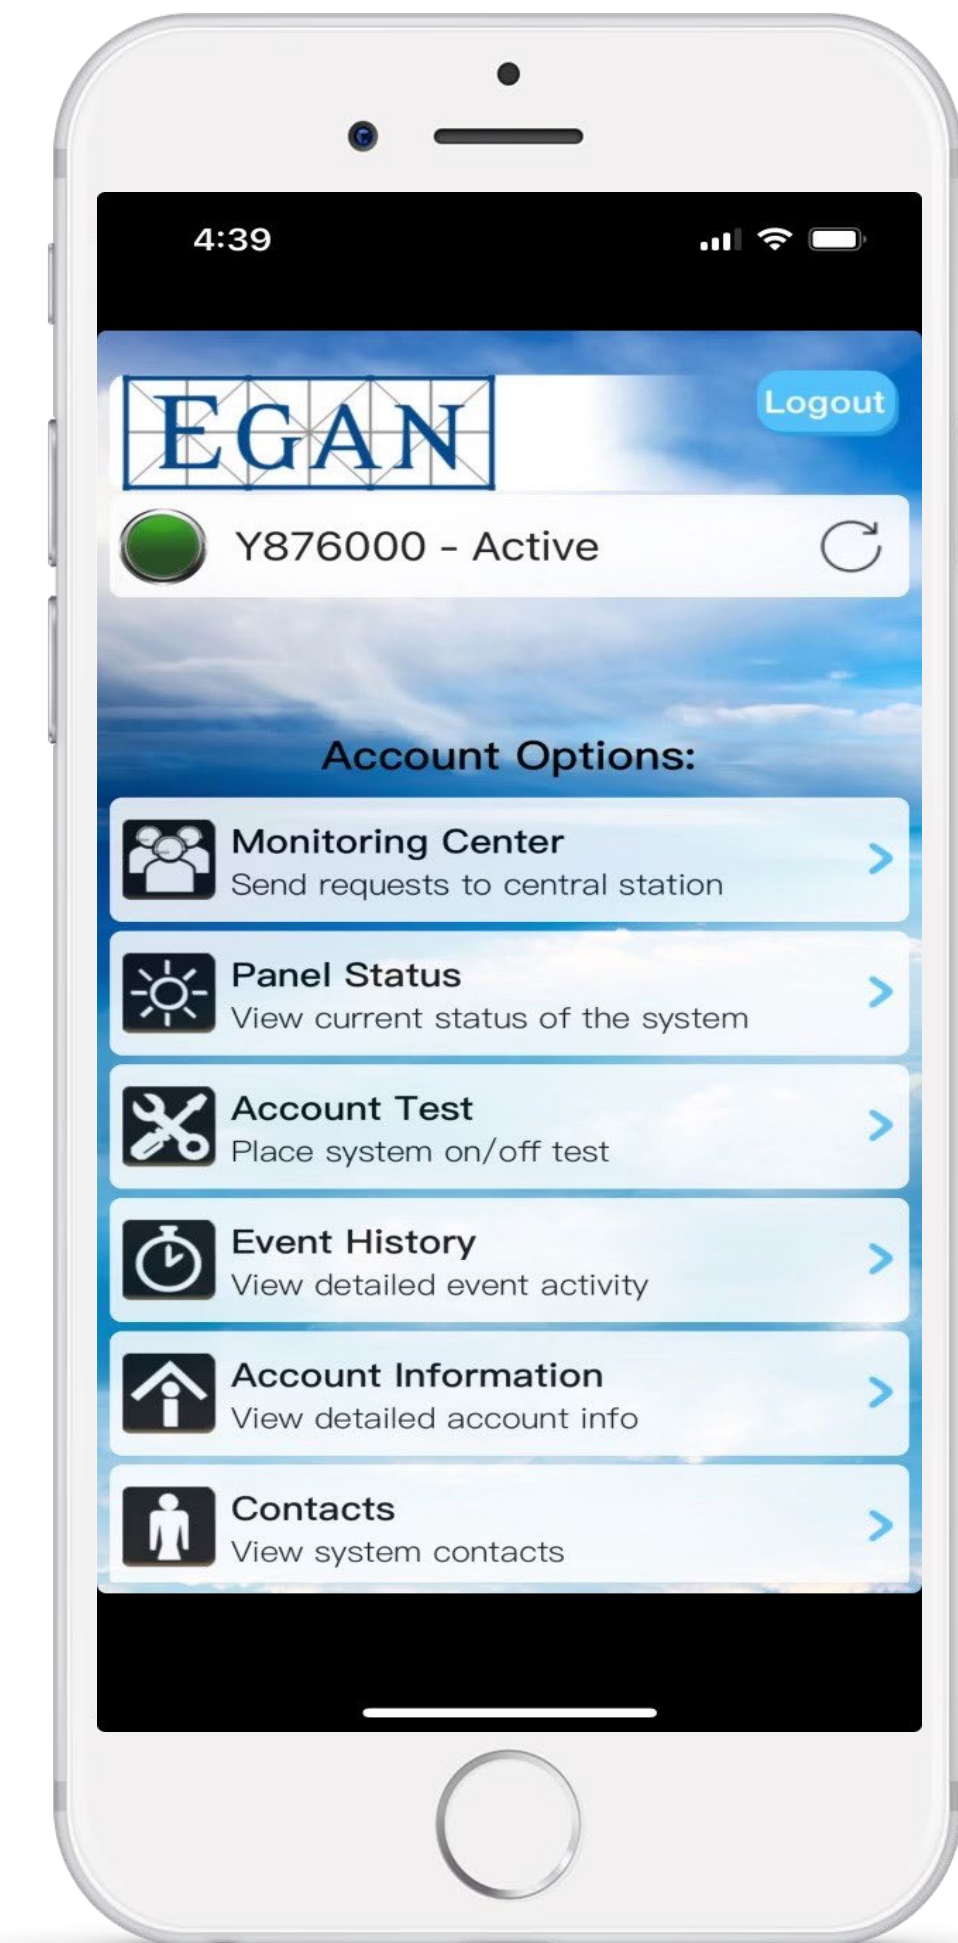 4:39
EGAN
Logout
Y876000 - Active
Account Options:
Monitoring Center
Send requests to central station
Panel Status
View current status of the system
Account Test
Place system on/off test
Event History
View detailed event activity
Account Information
View detailed account info
Contacts
View system contacts